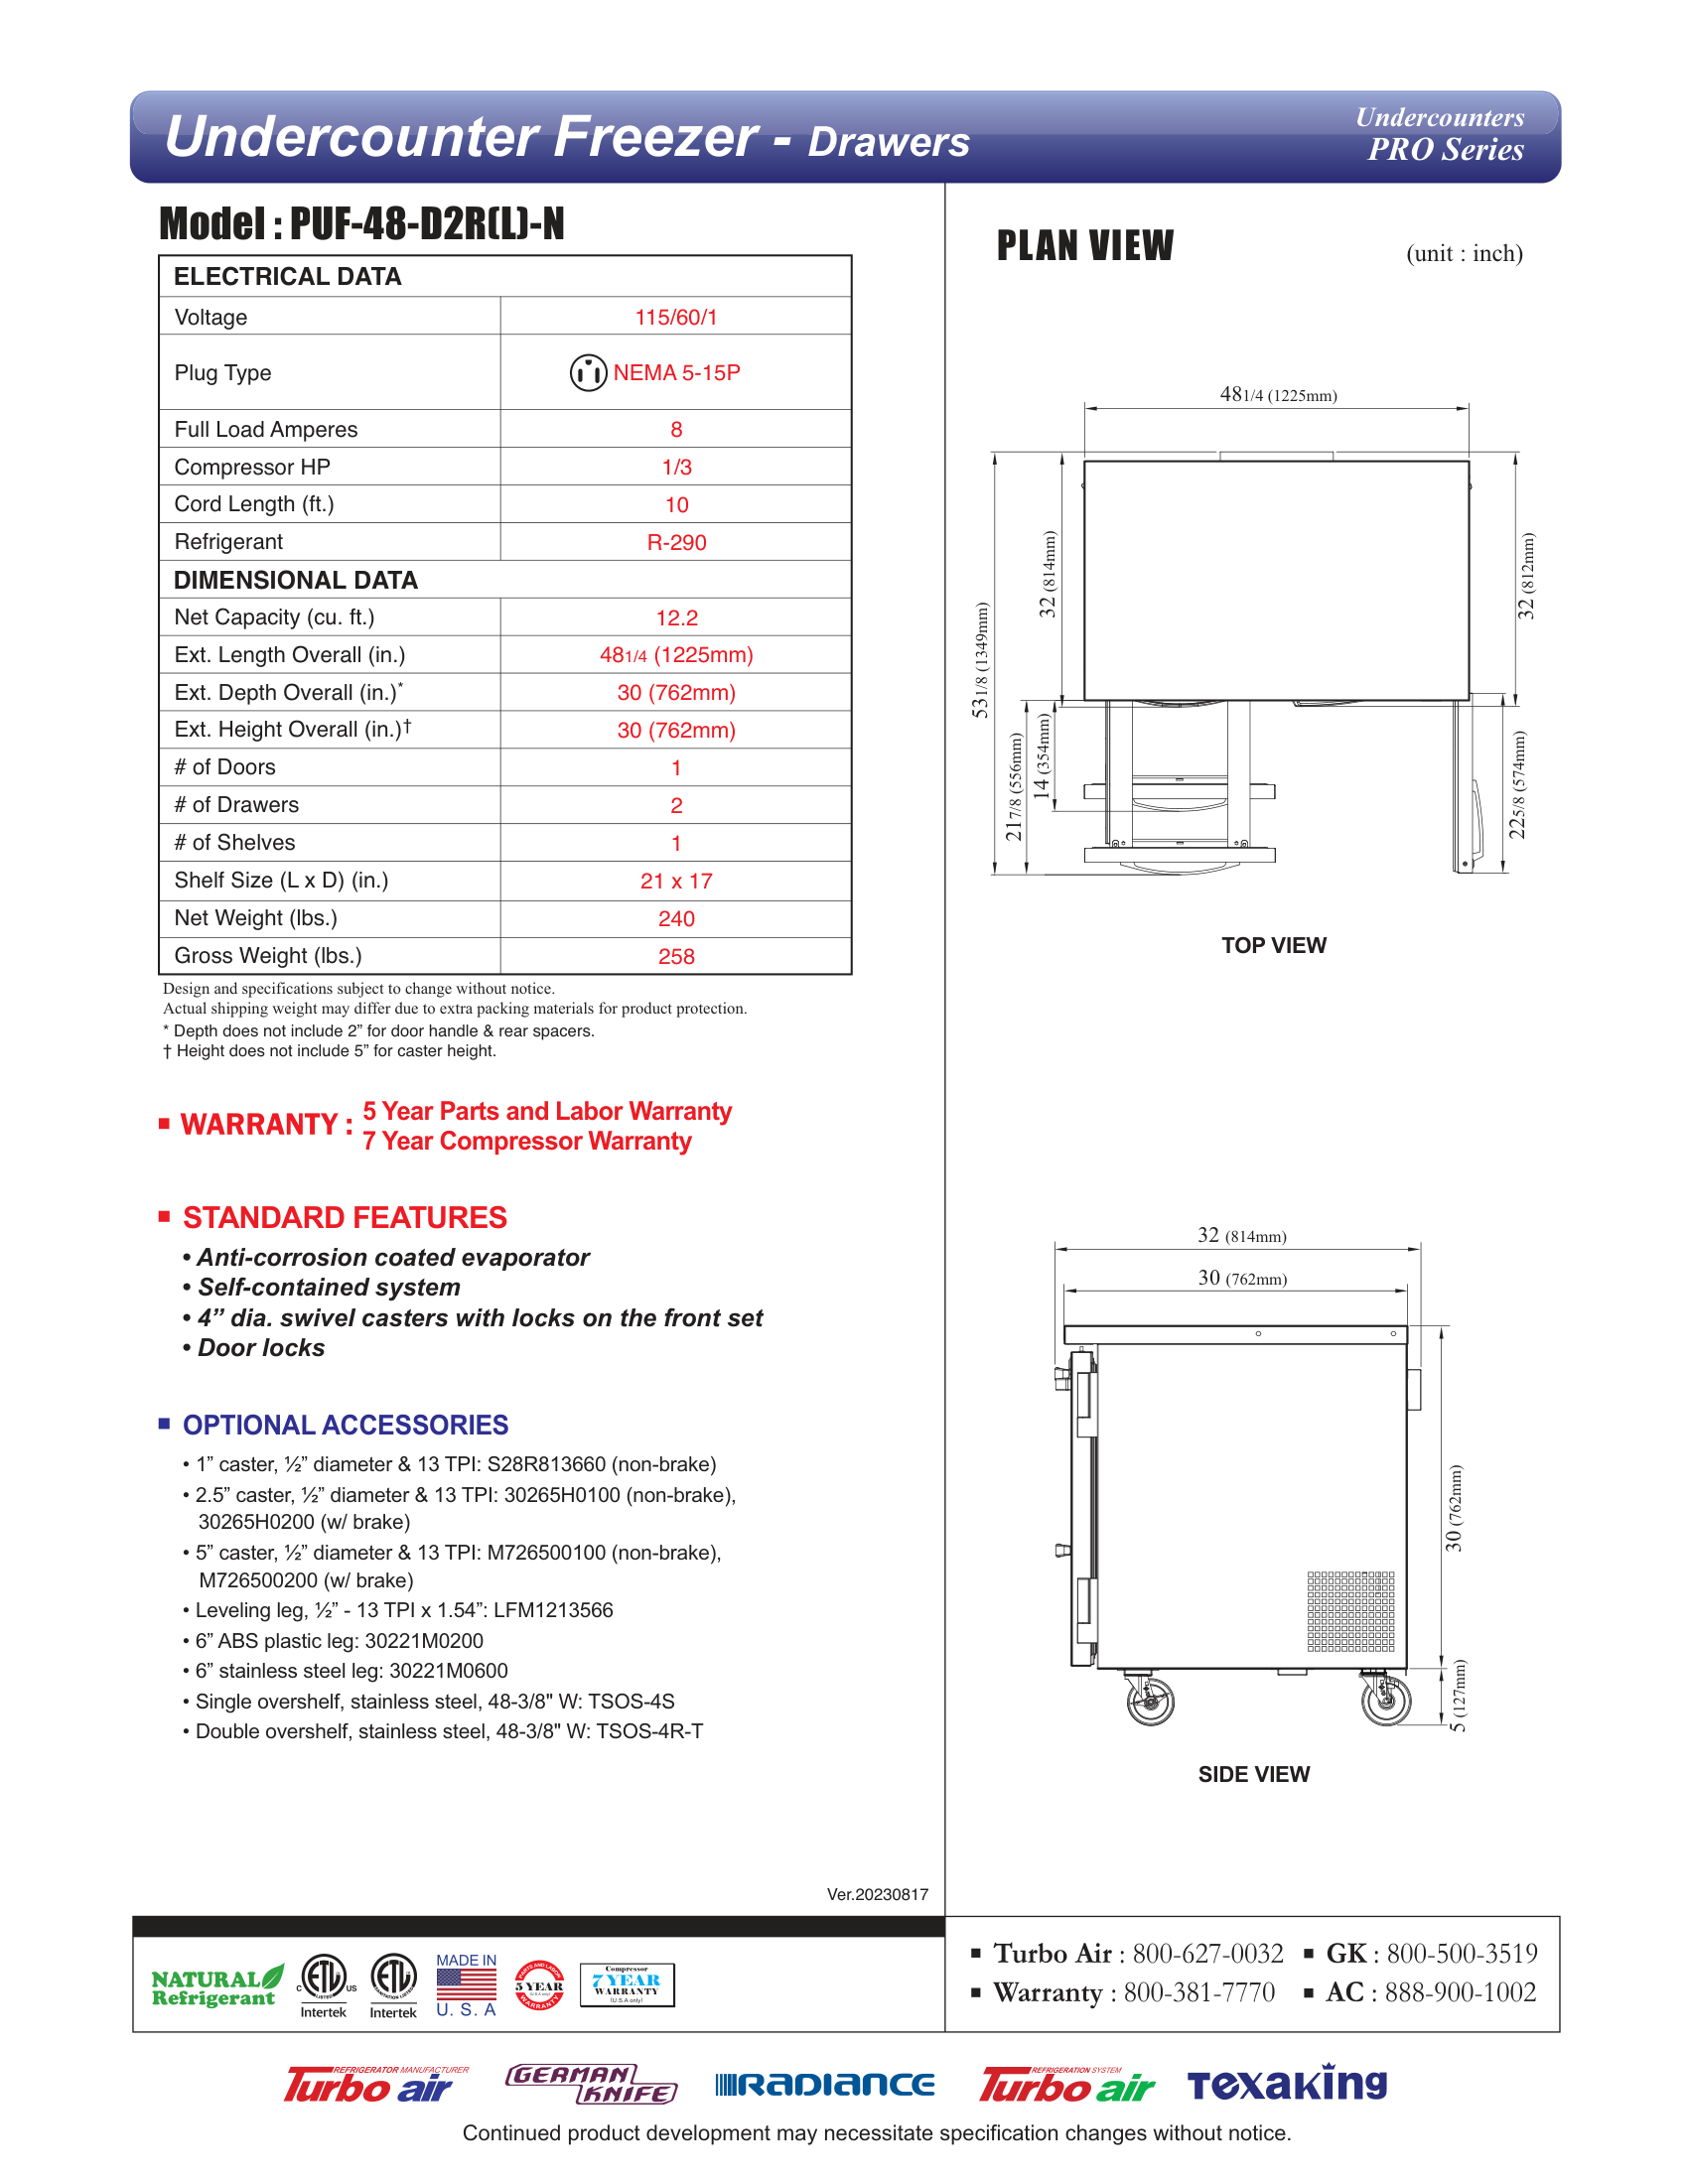 Undercounter Freezer - Drawers
Undercounters
PRO Series
Model : PUF-48-D2R(L)-N
ELECTRICAL DATA
Voltage 115/60/1
Plug Type NEMA 5-15P
Full Load Amperes 8
Compressor HP 1/3
Cord Length (ft.) 10
Refrigerant R-290
DIMENSIONAL DATA
Net Capacity (cu. ft.) 12.2
Ext. Length Overall (in.) 481/4 (1225mm)
Ext. Depth Overall (in.)* 30 (762mm)
Ext. Height Overall (in.)† 30 (762mm)
# of Doors 1
# of Drawers 2
# of Shelves 1
Shelf Size (L x D) (in.) 21 x 17
Net Weight (lbs.) 240
Gross Weight (lbs.) 258
Design and specifications subject to change without notice.
Actual shipping weight may differ due to extra packing materials for product protection.
* Depth does not include 2” for door handle & rear spacers.
† Height does not include 5” for caster height.
WARRANTY : 5 Year Parts and Labor Warranty
7 Year Compressor Warranty
STANDARD FEATURES
• Anti-corrosion coated evaporator
• Self-contained system
• 4” dia. swivel casters with locks on the front set
• Door locks
OPTIONAL ACCESSORIES
• 1” caster, ½” diameter & 13 TPI: S28R813660 (non-brake)
• 2.5” caster, ½” diameter & 13 TPI: 30265H0100 (non-brake),
30265H0200 (w/ brake)
• 5” caster, ½” diameter & 13 TPI: M726500100 (non-brake),
M726500200 (w/ brake)
• Leveling leg, ½” - 13 TPI x 1.54”: LFM1213566
• 6” ABS plastic leg: 30221M0200
• 6” stainless steel leg: 30221M0600
• Single overshelf, stainless steel, 48-3/8" W: TSOS-4S
• Double overshelf, stainless steel, 48-3/8" W: TSOS-4R-T
Ver.20230817
PLAN VIEW
(unit : inch)
481/4 (1225mm)
531/8 (1349mm)
32 (814mm)
32 (812mm)
217/8 (556mm)
14 (354mm)
225/8 (574mm)
TOP VIEW
32 (814mm)
30 (762mm)
30 (762mm)
5 (127mm)
SIDE VIEW
NATURAL
Refrigerant
C ETL US
LISTED
Intertek
ETL
SANITATION LISTED
Intertek
MADE IN
U. S. A
PARTS AND LABOR
5 YEAR
(U.S.A only)
WARRANTY
Compressor
7 YEAR
WARRANTY
(U.S.A only)
Turbo Air : 800-627-0032
GK : 800-500-3519
Warranty : 800-381-7770
AC : 888-900-1002
REFRIGERATOR MANUFACTURER
Turbo air
GERMAN
KNIFE
RADIANCE
REFRIGERATION SYSTEM
Turbo air
TEXAKING
Continued product development may necessitate specification changes without notice.